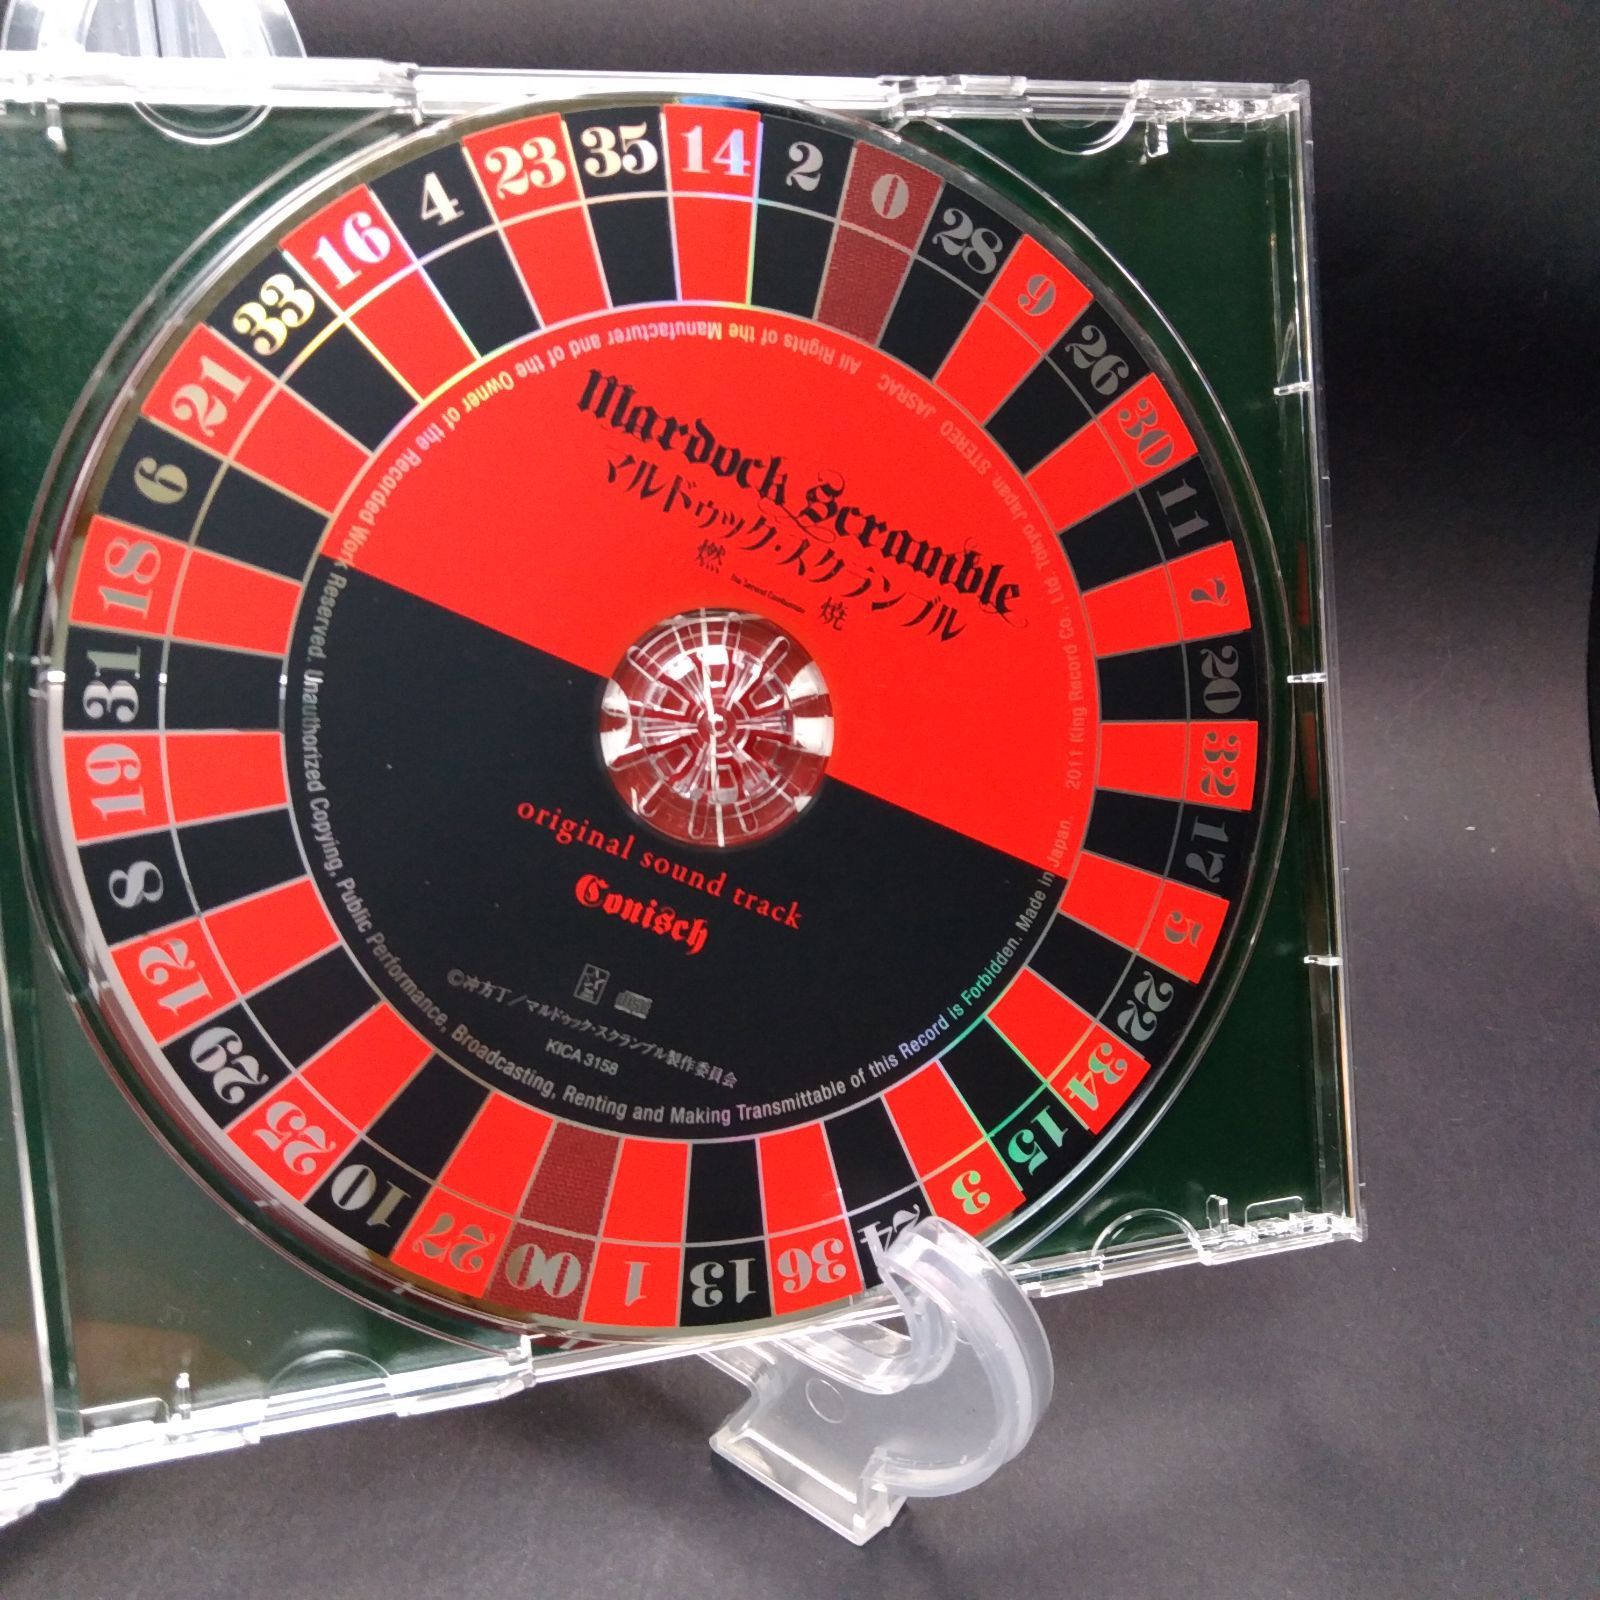 Mardock Scramble
マルドゥック・スクランブル
燃 The Second Combustion 焼
original sound track
Conisch
©冲方丁／マルドゥック・スクランブル製作委員会
KICA 3158
All Rights of the Manufacturer and of the Owner of the Recorded Work Reserved. Unauthorized Copying, Public Performance, Broadcasting, Renting and Making Transmittable of this Record is Forbidden. Made in Japan. 2011 King Record Co., Ltd. Tokyo Japan. STEREO JASRAC
0 28 9 26 30 11 7 20 32 17 5 22 34 15 3 24 36 13 1 00 27 10 25 29 12 8 19 31 18 6 21 33 16 4 23 35 14 2